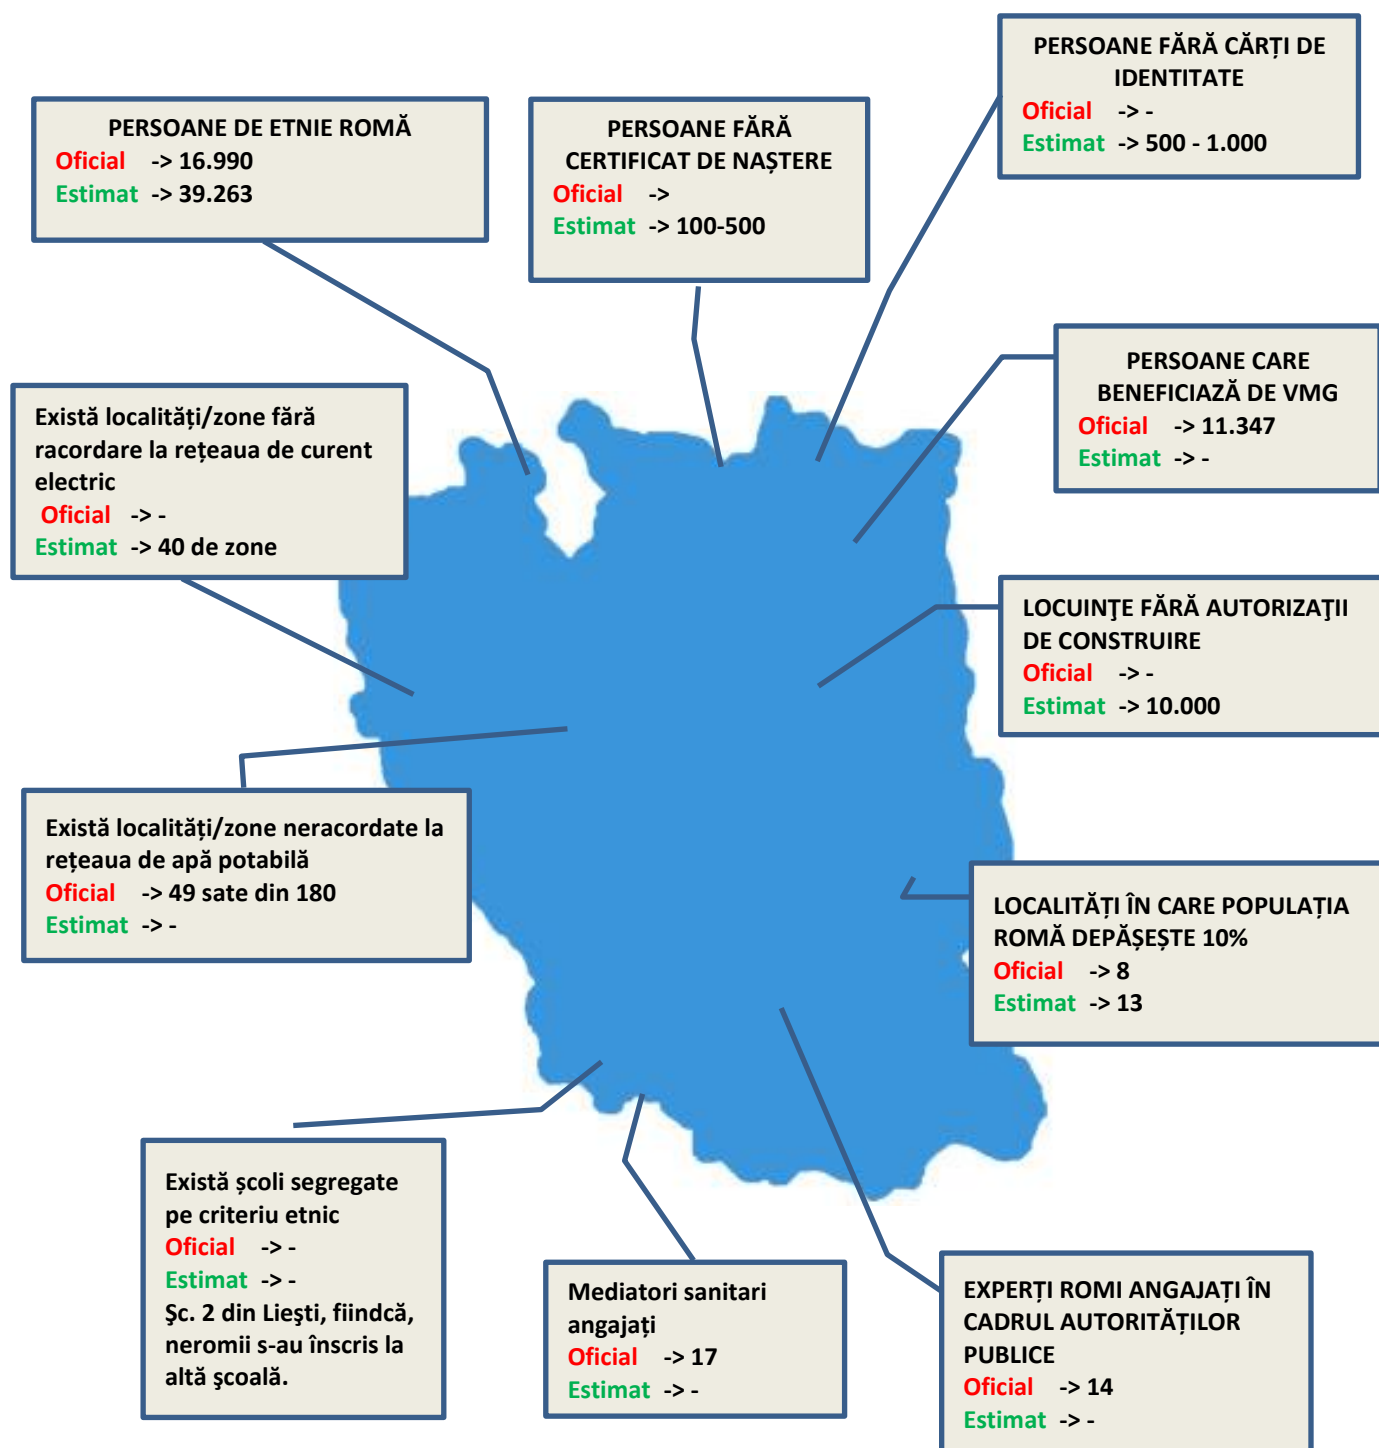 PERSOANE FĂRĂ CĂRȚI DE
IDENTITATE
Oficial -> -
Estimat -> 500 - 1.000
PERSOANE DE ETNIE ROMĂ
Oficial -> 16.990
Estimat -> 39.263
PERSOANE FĂRĂ
CERTIFICAT DE NAȘTERE
Oficial ->
Estimat -> 100-500
PERSOANE CARE
BENEFICIAZĂ DE VMG
Oficial -> 11.347
Estimat -> -
Există localități/zone fără
racordare la rețeaua de curent
electric
Oficial -> -
Estimat -> 40 de zone
LOCUINŢE FĂRĂ AUTORIZAŢII
DE CONSTRUIRE
Oficial -> -
Estimat -> 10.000
Există localități/zone neracordate la
rețeaua de apă potabilă
Oficial -> 49 sate din 180
Estimat -> -
LOCALITĂȚI ÎN CARE POPULAȚIA
ROMĂ DEPĂȘEȘTE 10%
Oficial -> 8
Estimat -> 13
Există școli segregate
pe criteriu etnic
Oficial -> -
Estimat -> -
Şc. 2 din Lieşti, fiindcă,
neromii s-au înscris la
altă şcoală.
Mediatori sanitari
angajați
Oficial -> 17
Estimat -> -
EXPERȚI ROMI ANGAJAȚI ÎN
CADRUL AUTORITĂȚILOR
PUBLICE
Oficial -> 14
Estimat -> -